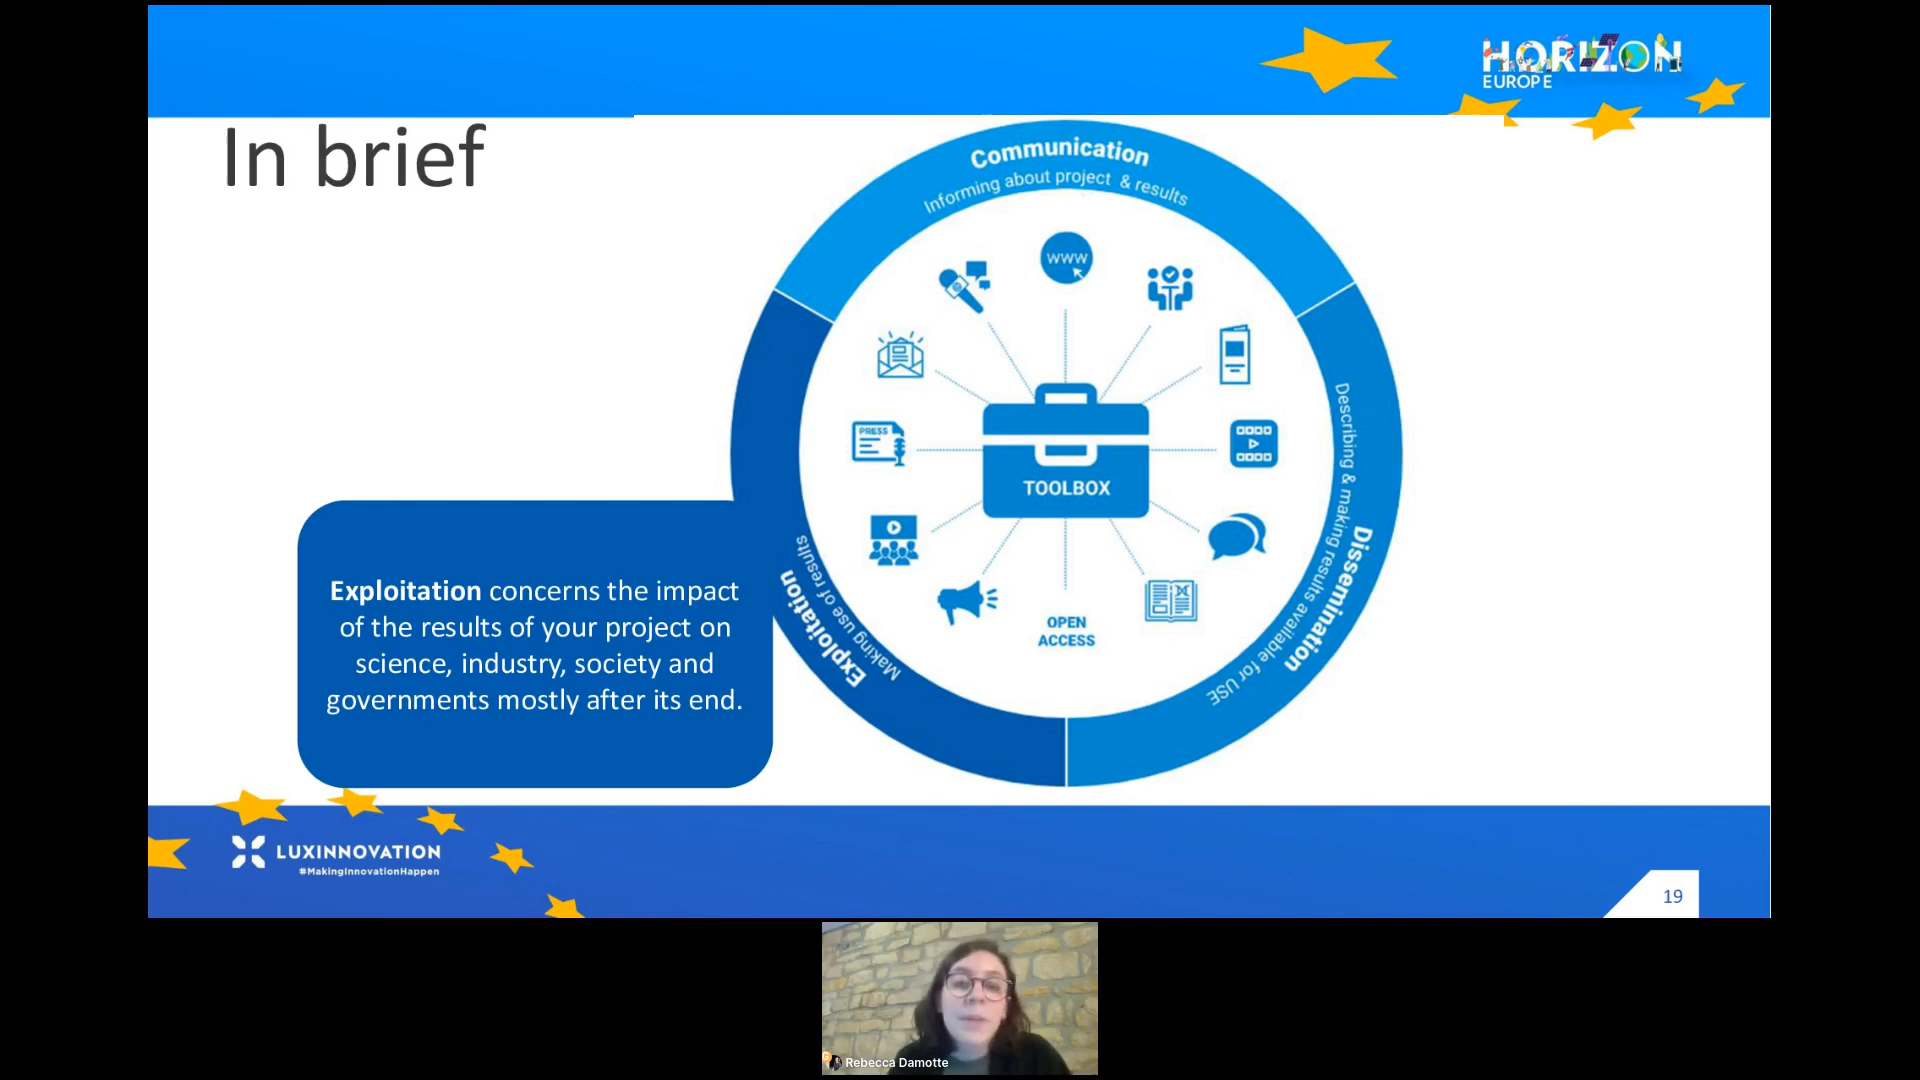 HORIZON
EUROPE
In brief
Communication
Informing about project & results
www
PRESS
TOOLBOX
OPEN
ACCESS
Describing & making results available for USE
Dissemination
Making use of results
Exploitation
Exploitation concerns the impact
of the results of your project on
science, industry, society and
governments mostly after its end.
LUXINNOVATION
#MakingInnovationHappen
19
Rebecca Damotte